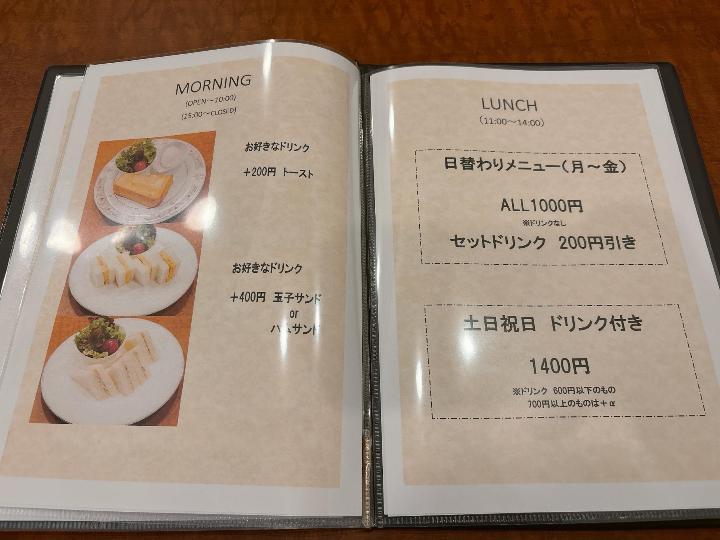 MORNING
(OPEN～10:00)
(15:00～CLOSED)
お好きなドリンク
＋200円 トースト
お好きなドリンク
＋400円 玉子サンド
or
ハムサンド
LUNCH
(11:00～14:00)
日替わりメニュー(月～金)
ALL1000円
※ドリンクなし
セットドリンク 200円引き
土日祝日 ドリンク付き
1400円
※ドリンク 600円以下のもの
700円以上のものは＋α